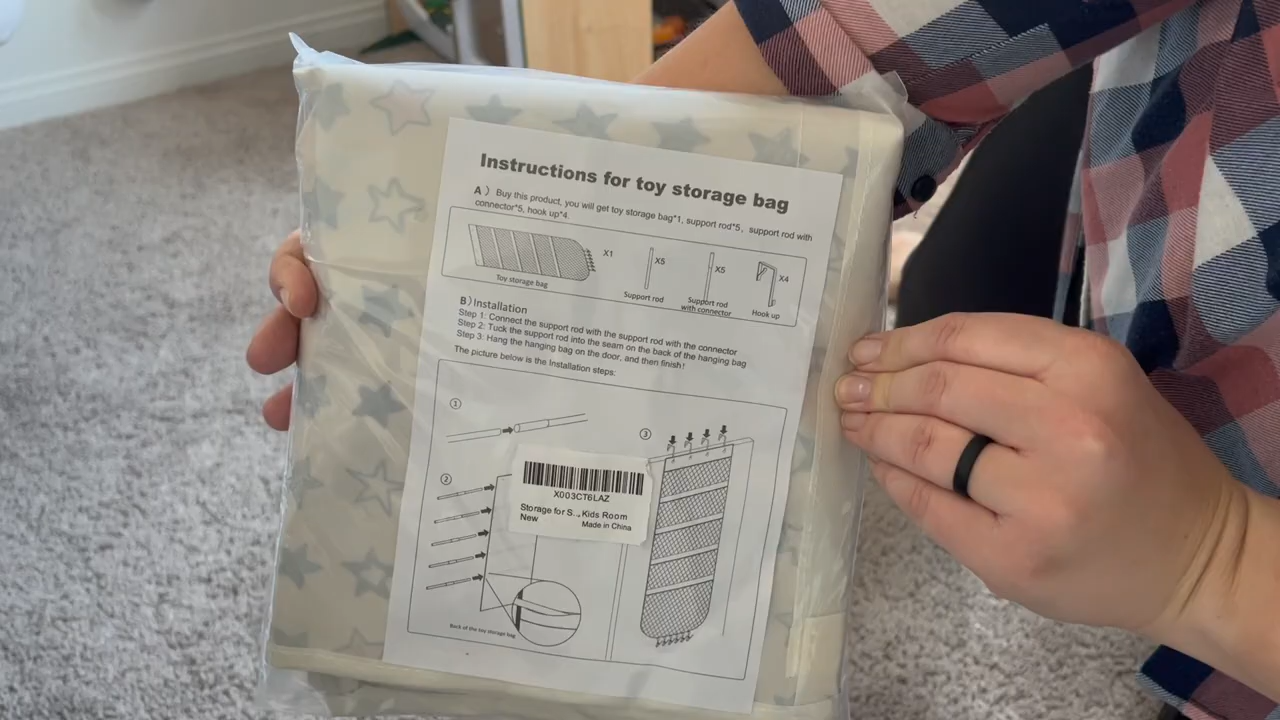 Instructions for toy storage bag
A） Buy this product, you will get toy storage bag*1, support rod*5, support rod with
connector*5, hook up*4.
X1
X5
X5
X4
Toy storage bag
Support rod
Support rod
with connector
Hook up
B）Installation
Step 1: Connect the support rod with the support rod with the connector
Step 2: Tuck the support rod into the seam on the back of the hanging bag
Step 3: Hang the hanging bag on the door, and then finish!
The picture below is the Installation steps:
①
③
②
X003CT6LAZ
Storage for S... Kids Room
New
Made in China
Back of the toy storage bag